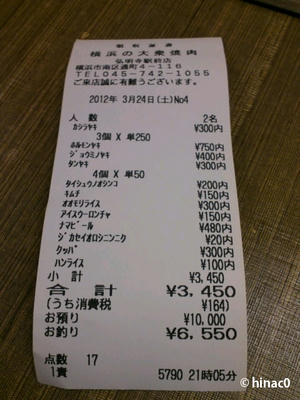 領収証書
横浜の大衆焼肉
弘明寺駅前店
横浜市南区通町4-116
TEL045-742-1055
ご来店誠に有難うございます。
2012年 3月24日(土)No4
人 数 2名
カシラヤキ ¥300内
3個 X 単250
ホルモンヤキ ¥750内
ジョウミノヤキ ¥400内
タンヤキ ¥300内
4個 X 単50
タイシュウノオシンコ ¥200内
キムチ ¥150内
オオモリライス ¥300内
アイスウーロンチャ ¥150内
ナマビール ¥480内
ジカセイオロシニンニク ¥20内
クッパ ¥300内
ハンライス ¥100内
小 計 ¥3,450
合 計 ¥3,450
(うち消費税 ¥164)
お預り ¥10,000
お釣り ¥6,550
点数 17
1責 5790 21時05分
© hinac0